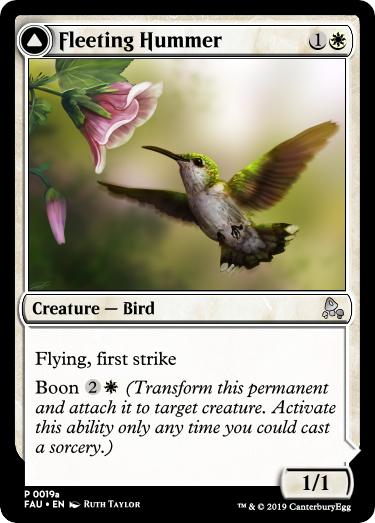 Fleeting Hummer 1
Creature — Bird
Flying, first strike
Boon 2 (Transform this permanent
and attach it to target creature. Activate
this ability only any time you could cast
a sorcery.)
1/1
P 0019a
FAU • EN Ruth Taylor
™ & © 2019 CanterburyEgg